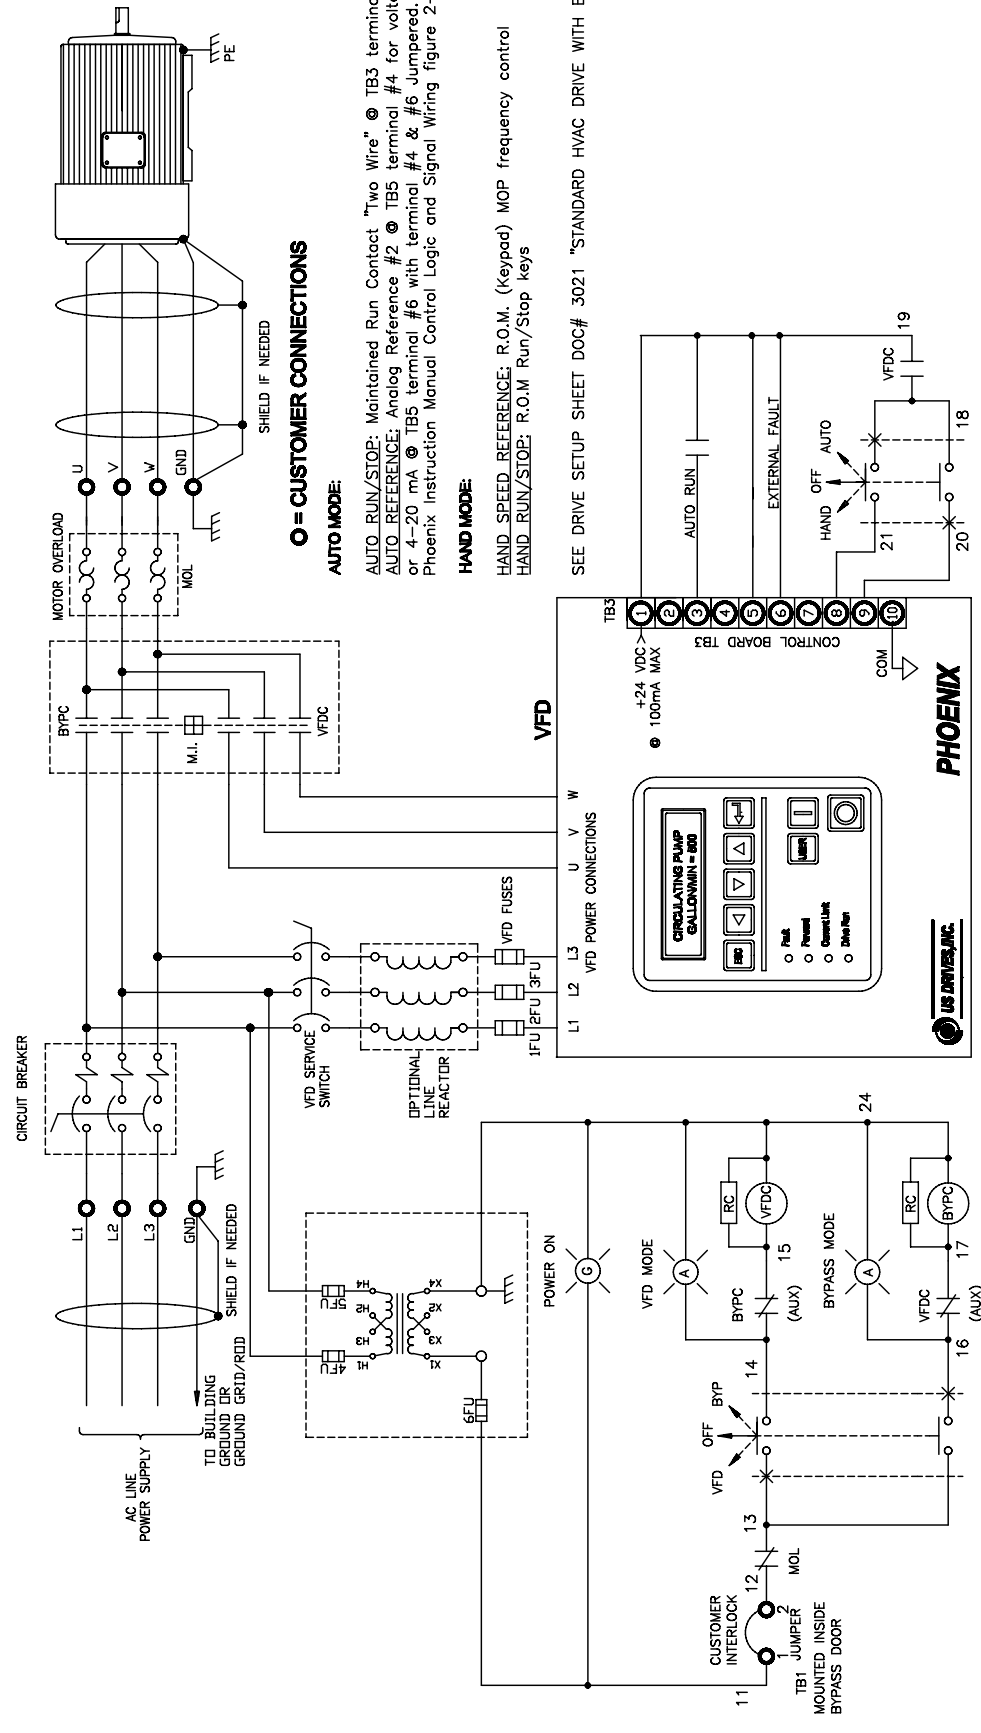 CIRCUIT BREAKER
AC LINE
POWER SUPPLY
TO BUILDING
GROUND OR
GROUND GRID/ROD
SHIELD IF NEEDED
L1
L2
L3
GND
MOTOR OVERLOAD
MOL
U
V
W
GND
PE
SHIELD IF NEEDED
BYPC
M.I.
VFDC
O = CUSTOMER CONNECTIONS
AUTO MODE:
AUTO RUN/STOP: Maintained Run Contact "Two Wire" @ TB3 termina
AUTO REFERENCE: Analog Reference #2 @ TB5 terminal #4 for volt
or 4-20 mA @ TB5 terminal #6 with terminal #4 & #6 Jumpered.
Phoenix Instruction Manual Control Logic and Signal Wiring figure 2-
HAND MODE:
HAND SPEED REFERENCE: R.O.M. (Keypad) MOP frequency control
HAND RUN/STOP: R.O.M Run/Stop keys
SEE DRIVE SETUP SHEET DOC# 3021 "STANDARD HVAC DRIVE WITH
VFD SERVICE
SWITCH
OPTIONAL
LINE
REACTOR
VFD FUSES
1FU
2FU
3FU
L1
L2
L3
U
V
W
VFD POWER CONNECTIONS
VFD
4FU
5FU
H1
H3
H2
H4
X1
X3
X2
X4
6FU
CIRCULATING PUMP
GALLON/MIN = 800
ESC
USER
Fault
Forward
Current Limit
Drive Run
US DRIVES, INC.
PHOENIX
+24 VDC
@ 100mA MAX
TB3
CONTROL BOARD TB3
1
2
3
4
5
6
7
8
9
10
COM
AUTO RUN
EXTERNAL FAULT
HAND
OFF
AUTO
VFDC
18
19
20
21
POWER ON
G
VFD MODE
A
RC
VFDC
15
BYPC
(AUX)
14
BYPASS MODE
A
RC
BYPC
17
VFDC
(AUX)
16
24
VFD
OFF
BYP
13
MOL
12
CUSTOMER
INTERLOCK
1
2
11
TB1 JUMPER
MOUNTED INSIDE
BYPASS DOOR